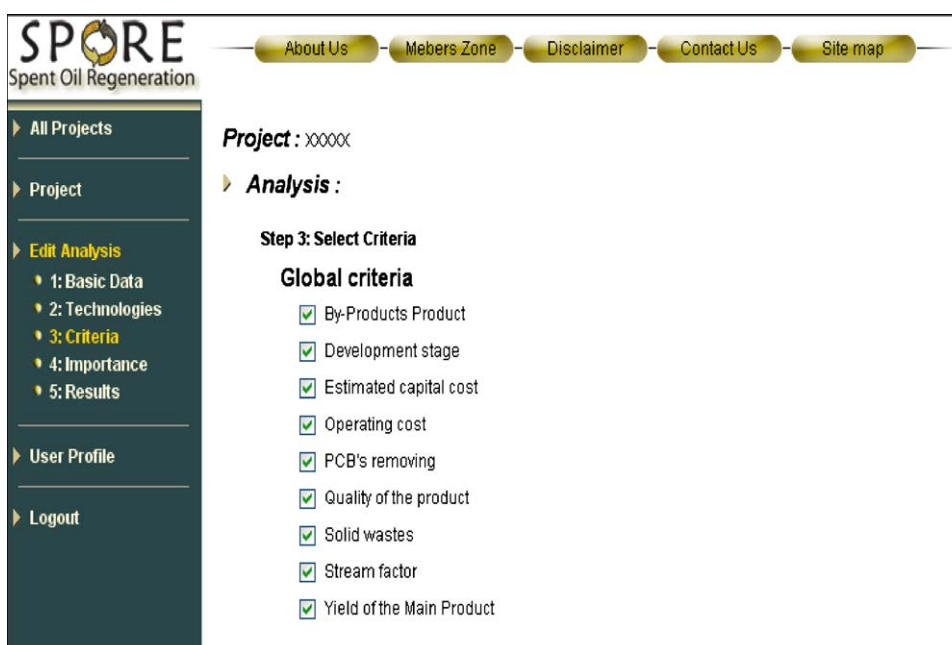 SPORE
Spent Oil Regeneration
About Us
Mebers Zone
Disclaimer
Contact Us
Site map
All Projects
Project
Edit Analysis
1: Basic Data
2: Technologies
3: Criteria
4: Importance
5: Results
User Profile
Logout
Project : xxxxx
Analysis :
Step 3: Select Criteria
Global criteria
By-Products Product
Development stage
Estimated capital cost
Operating cost
PCB's removing
Quality of the product
Solid wastes
Stream factor
Yield of the Main Product